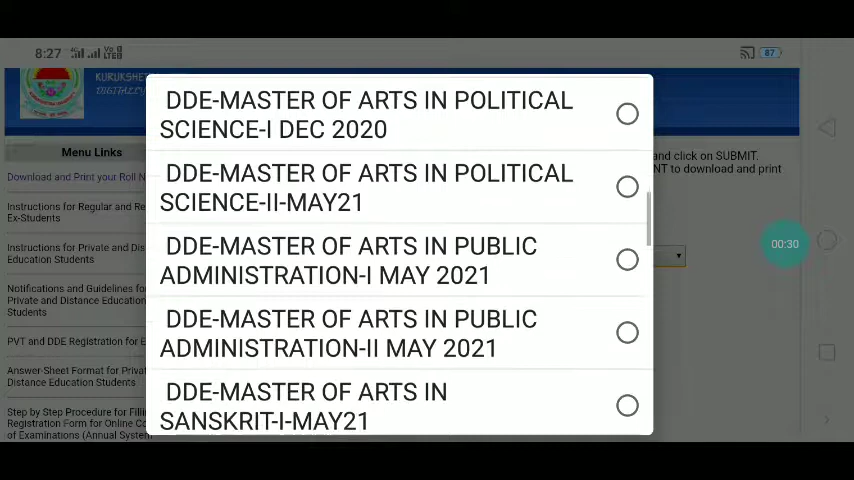 8:27
87
KURUKSHE
DIGITALLY
Menu Links
Download and Print your Roll N
Instructions for Regular and Re
Ex-Students
Instructions for Private and Dis
Education Students
Notifications and Guidelines fo
Private and Distance Education
Students
PVT and DDE Registration for E
Answer-Sheet Format for Privat
Distance Education Students
Step by Step Procedure for Fillin
Registration Form for Online Co
of Examinations (Annual System
DDE-MASTER OF ARTS IN POLITICAL
SCIENCE-I DEC 2020
DDE-MASTER OF ARTS IN POLITICAL
SCIENCE-II-MAY21
DDE-MASTER OF ARTS IN PUBLIC
ADMINISTRATION-I MAY 2021
DDE-MASTER OF ARTS IN PUBLIC
ADMINISTRATION-II MAY 2021
DDE-MASTER OF ARTS IN
SANSKRIT-I-MAY21
and click on SUBMIT.
NT to download and print
00:30